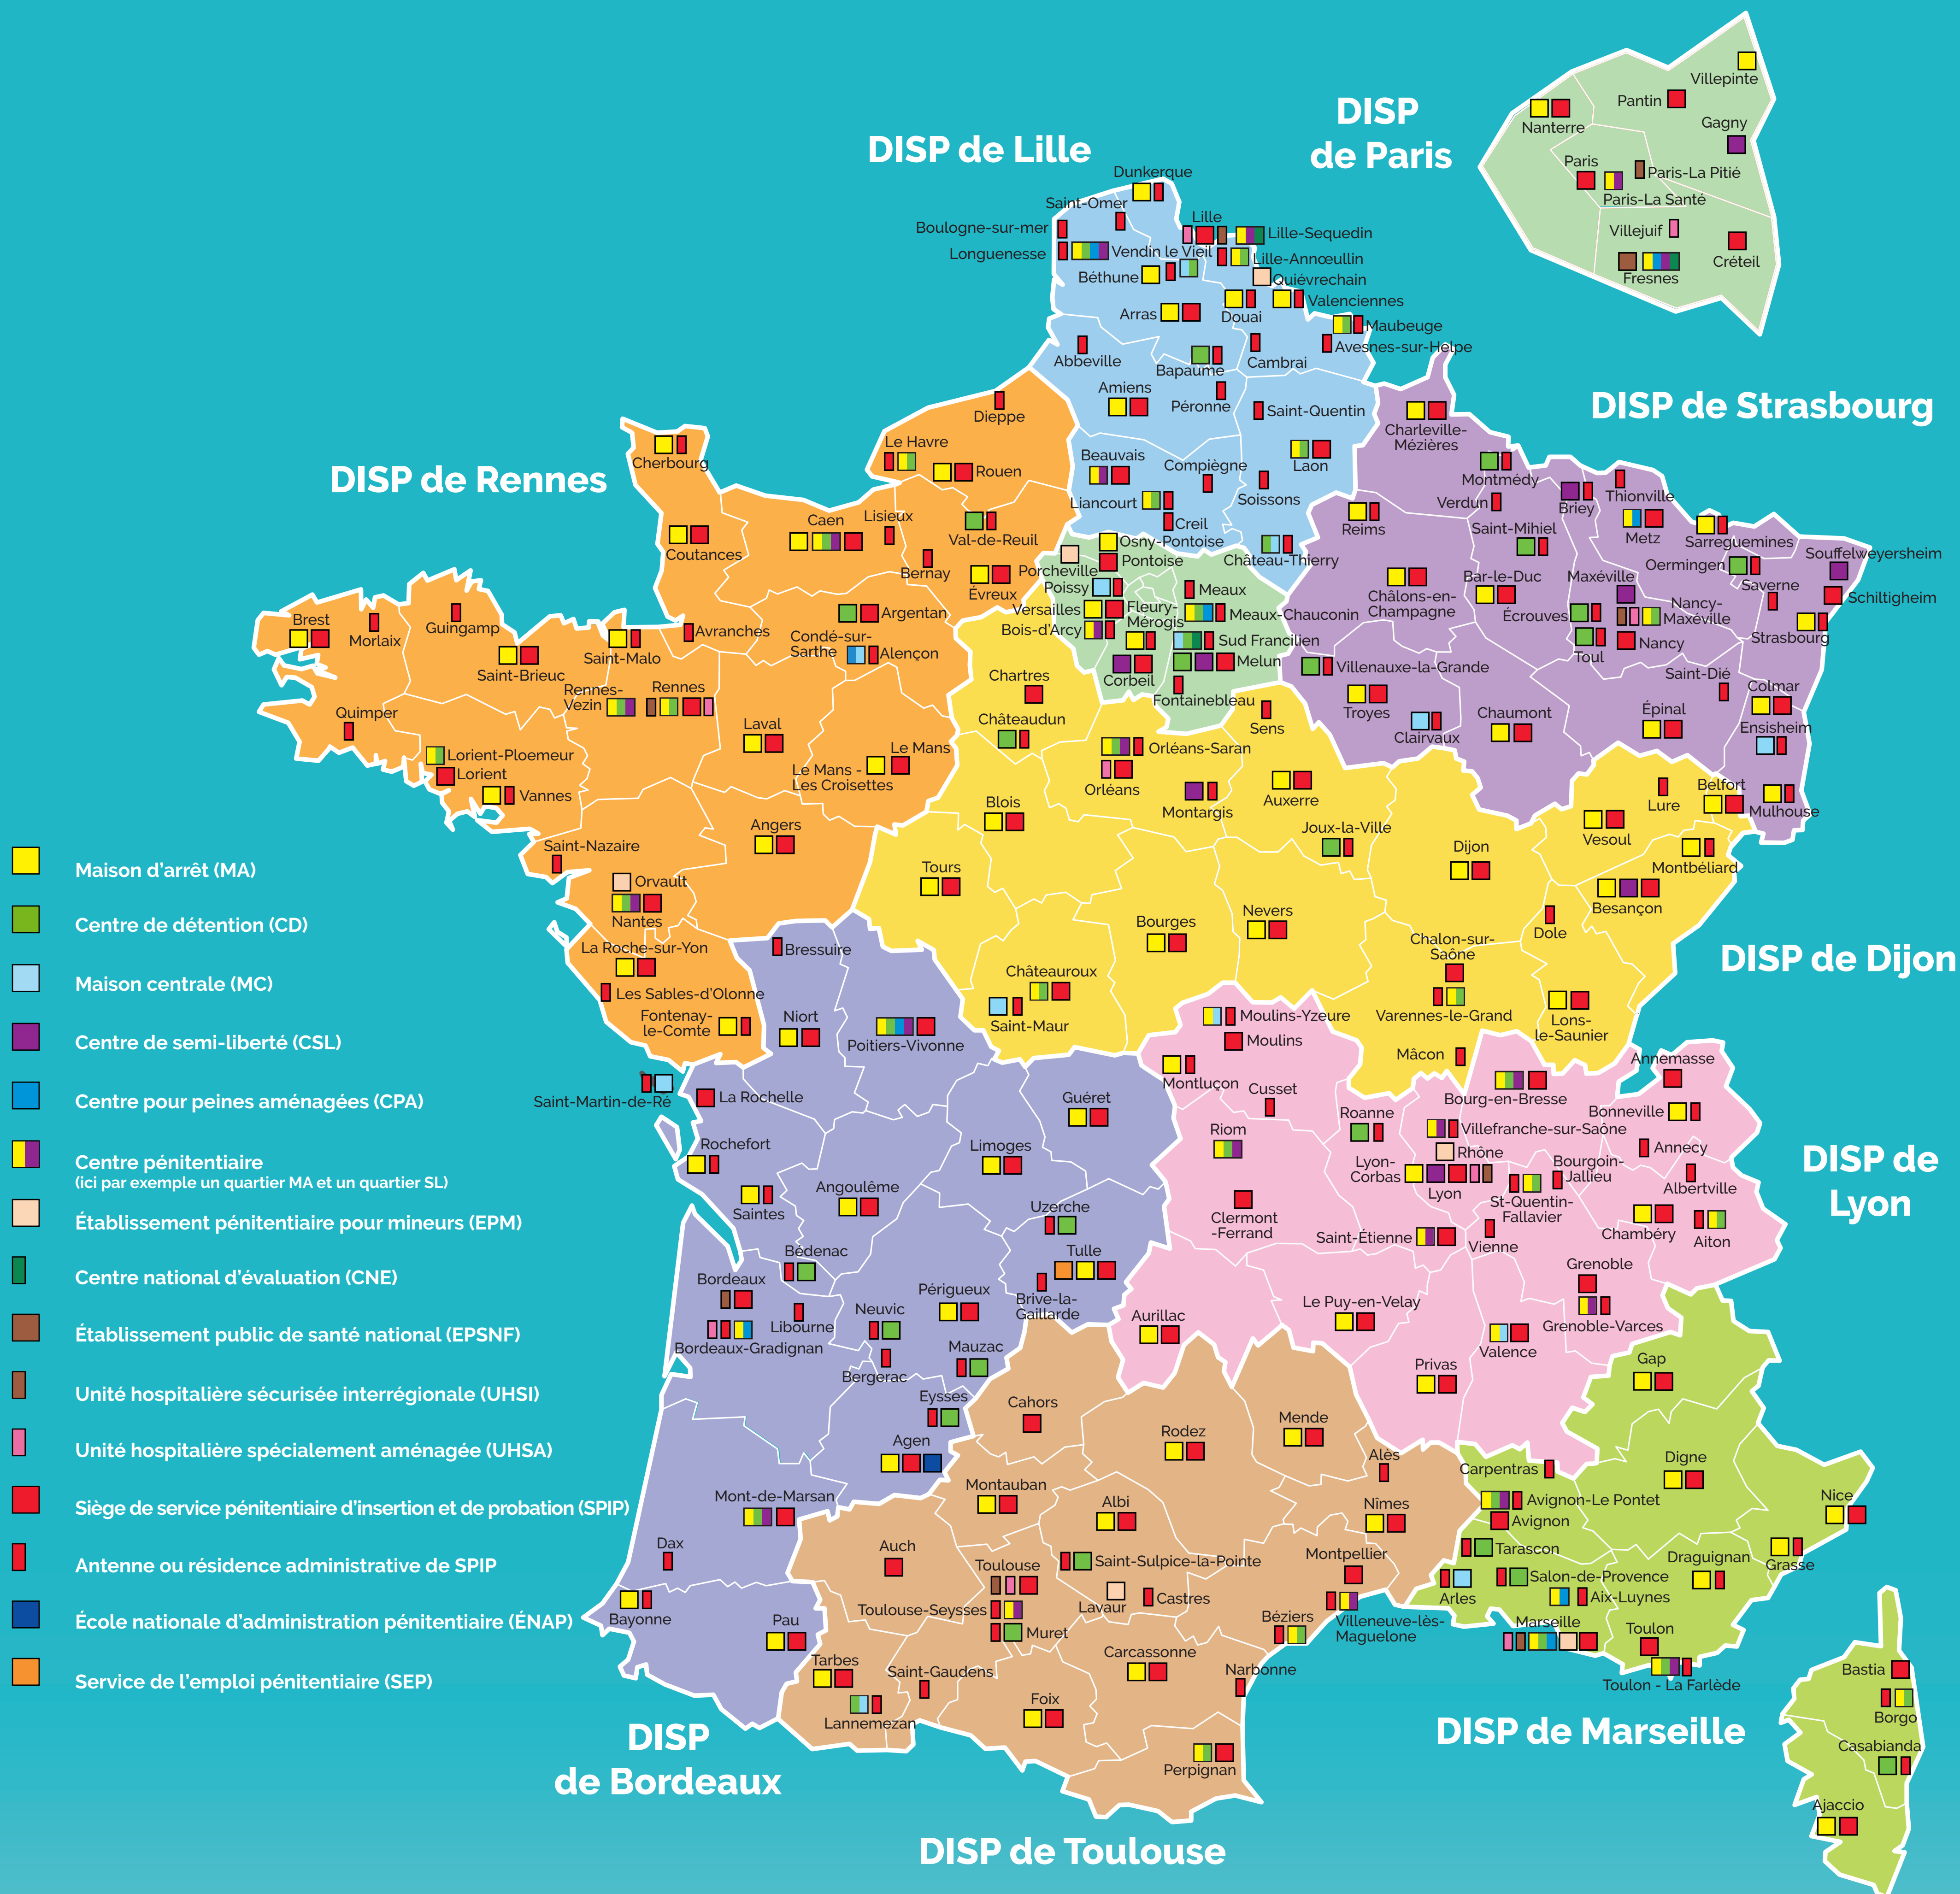 DISP
de Paris
Villepinte
Pantin
Nanterre
Gagny
Paris
Paris-La Pitié
Paris-La Santé
Villejuif
Créteil
Fresnes
DISP de Lille
Dunkerque
Saint-Omer
Boulogne-sur-mer
Lille
Lille-Sequedin
Longuenesse
Vendin le Vieil
Lille-Annœullin
Béthune
Quiévrechain
Valenciennes
Arras
Douai
Maubeuge
Avesnes-sur-Helpe
Abbeville
Bapaume
Cambrai
Amiens
Péronne
Saint-Quentin
Beauvais
Compiègne
Laon
Liancourt
Soissons
Creil
Château-Thierry
DISP de Strasbourg
Charleville-
Mézières
Montmédy
Verdun
Briey
Thionville
Reims
Saint-Mihiel
Metz
Sarreguemines
Souffelweyersheim
Oermingen
Saverne
Schiltigheim
Châlons-en-
Champagne
Bar-le-Duc
Maxéville
Écrouves
Nancy-
Maxéville
Strasbourg
Toul
Nancy
Villenauxe-la-Grande
Saint-Dié
Troyes
Colmar
Clairvaux
Chaumont
Épinal
Ensisheim
Mulhouse
Osny-Pontoise
Pontoise
Porcheville
Poissy
Meaux
Versailles
Fleury-
Mérogis
Meaux-Chauconin
Bois-d'Arcy
Sud Francilien
Corbeil
Melun
Fontainebleau
DISP de Rennes
Dieppe
Le Havre
Rouen
Cherbourg
Caen
Lisieux
Val-de-Reuil
Coutances
Bernay
Évreux
Argentan
Brest
Morlaix
Guingamp
Saint-Malo
Avranches
Condé-sur-
Sarthe
Alençon
Saint-Brieuc
Rennes-
Vezin
Rennes
Quimper
Laval
Le Mans
Le Mans -
Les Croisettes
Lorient-Ploemeur
Lorient
Vannes
Angers
Saint-Nazaire
Orvault
Nantes
La Roche-sur-Yon
Les Sables-d'Olonne
Fontenay-
le-Comte
Chartres
Châteaudun
Sens
Orléans-Saran
Orléans
Montargis
Auxerre
Blois
Joux-la-Ville
Lure
Belfort
Vesoul
Dijon
Montbéliard
Tours
Besançon
Bourges
Nevers
Dole
Chalon-sur-
Saône
Châteauroux
Saint-Maur
Varennes-le-Grand
Lons-
le-Saunier
Mâcon
DISP de Dijon
Bressuire
Niort
Poitiers-Vivonne
Saint-Martin-de-Ré
La Rochelle
Guéret
Rochefort
Limoges
Saintes
Angoulême
Uzerche
Bédenac
Tulle
Bordeaux
Périgueux
Brive-la-
Gaillarde
Libourne
Neuvic
Bordeaux-Gradignan
Mauzac
Bergerac
Eysses
Agen
Mont-de-Marsan
Dax
Bayonne
Pau
DISP
de Bordeaux
Moulins-Yzeure
Moulins
Montluçon
Cusset
Bourg-en-Bresse
Annemasse
Roanne
Villefranche-sur-Saône
Bonneville
Riom
Rhône
Annecy
Lyon-
Corbas
Lyon
Bourgoin-
Jallieu
Albertville
St-Quentin-
Fallavier
Clermont
-Ferrand
Saint-Étienne
Vienne
Chambéry
Aiton
Grenoble
Grenoble-Varces
Aurillac
Le Puy-en-Velay
Valence
Privas
DISP de
Lyon
Cahors
Rodez
Mende
Alès
Montauban
Albi
Nîmes
Auch
Toulouse
Saint-Sulpice-la-Pointe
Montpellier
Lavaur
Castres
Toulouse-Seysses
Muret
Béziers
Villeneuve-lès-
Maguelone
Tarbes
Saint-Gaudens
Carcassonne
Narbonne
Lannemezan
Foix
Perpignan
DISP de Toulouse
Gap
Carpentras
Digne
Avignon-Le Pontet
Avignon
Nice
Tarascon
Grasse
Draguignan
Salon-de-Provence
Arles
Aix-Luynes
Marseille
Toulon
Toulon - La Farlède
DISP de Marseille
Bastia
Borgo
Casabianda
Ajaccio
Maison d'arrêt (MA)
Centre de détention (CD)
Maison centrale (MC)
Centre de semi-liberté (CSL)
Centre pour peines aménagées (CPA)
Centre pénitentiaire
(ici par exemple un quartier MA et un quartier SL)
Établissement pénitentiaire pour mineurs (EPM)
Centre national d'évaluation (CNE)
Établissement public de santé national (EPSNF)
Unité hospitalière sécurisée interrégionale (UHSI)
Unité hospitalière spécialement aménagée (UHSA)
Siège de service pénitentiaire d'insertion et de probation (SPIP)
Antenne ou résidence administrative de SPIP
École nationale d'administration pénitentiaire (ÉNAP)
Service de l'emploi pénitentiaire (SEP)